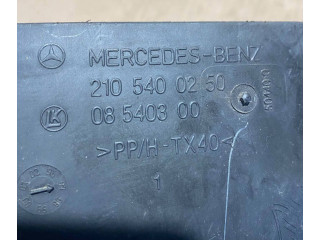 MERCEDES-BENZ
210 540 02 50
08 5403 00
>PP/H-TX40<
1